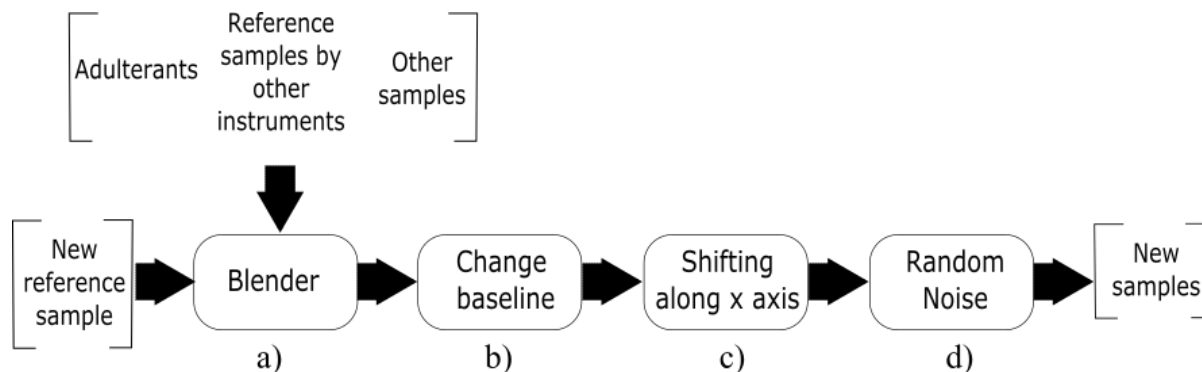 Adulterants
Reference
samples by
other
instruments
Other
samples
New
reference
sample
Blender
Change
baseline
Shifting
along x axis
Random
Noise
New
samples
a)
b)
c)
d)